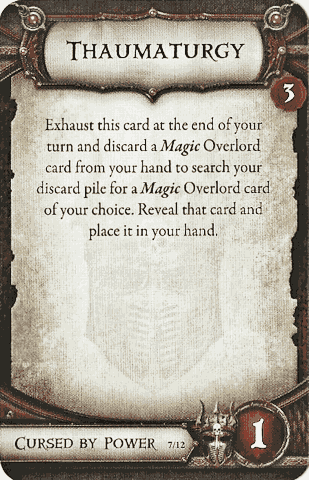 THAUMATURGY
3
Exhaust this card at the end of your
turn and discard a Magic Overlord
card from your hand to search your
discard pile for a Magic Overlord card
of your choice. Reveal that card and
place it in your hand.
CURSED BY POWER 7/12
1